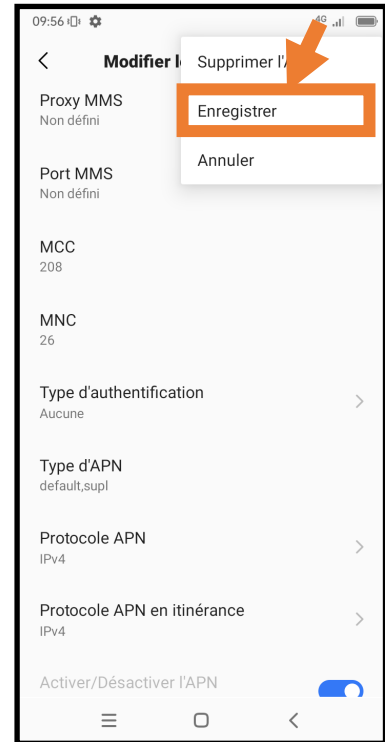 09:56
4G
Modifier l
Supprimer l'
Enregistrer
Annuler
Proxy MMS
Non défini
Port MMS
Non défini
MCC
208
MNC
26
Type d'authentification
Aucune
Type d'APN
default,supl
Protocole APN
IPv4
Protocole APN en itinérance
IPv4
Activer/Désactiver l'APN